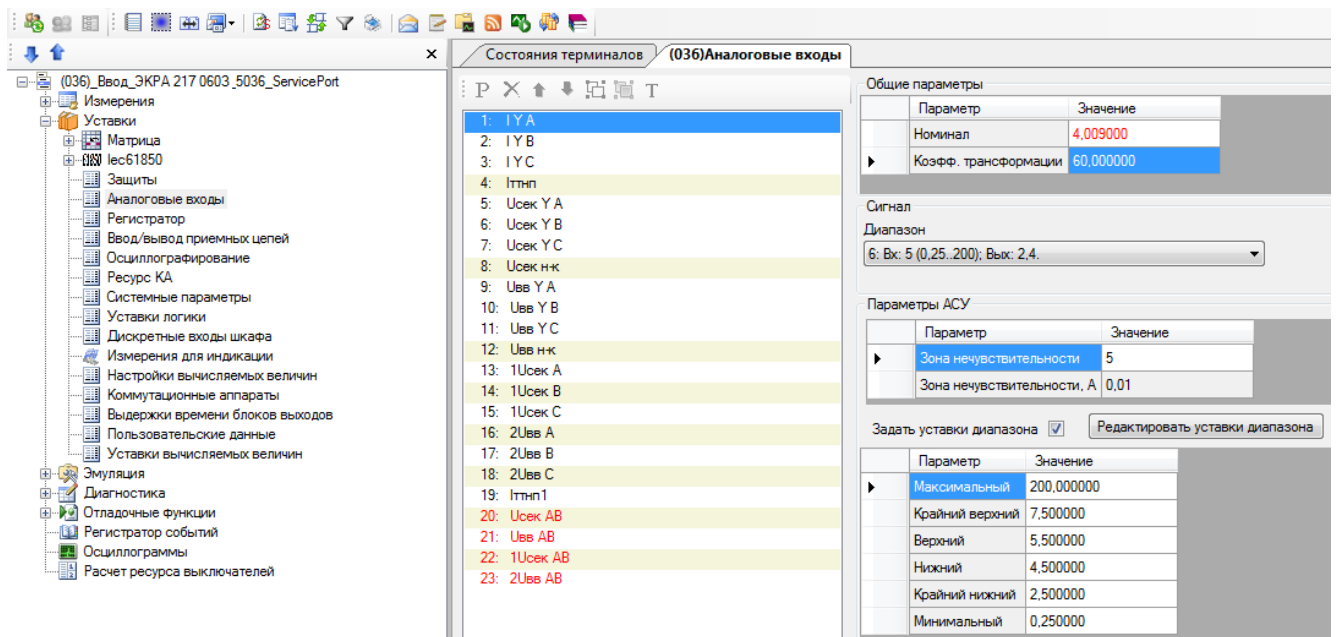 (036)_Ввод_ЭКРА 217 0603_5036_ServicePort
Измерения
Уставки
Матрица
Iec61850
Защиты
Аналоговые входы
Регистратор
Ввод/вывод приемных цепей
Осциллографирование
Ресурс КА
Системные параметры
Уставки логики
Дискретные входы шкафа
Измерения для индикации
Настройки вычисляемых величин
Коммутационные аппараты
Выдержки времени блоков выходов
Пользовательские данные
Уставки вычисляемых величин
Эмуляция
Диагностика
Отладочные функции
Регистратор событий
Осциллограммы
Расчет ресурса выключателей
Состояния терминалов
(036)Аналоговые входы
P T
1: I Y A
2: I Y B
3: I Y C
4: Iттнп
5: Uсек Y A
6: Uсек Y B
7: Uсек Y C
8: Uсек н-к
9: Uвв Y A
10: Uвв Y B
11: Uвв Y C
12: Uвв н-к
13: 1Uсек A
14: 1Uсек B
15: 1Uсек C
16: 2Uвв A
17: 2Uвв B
18: 2Uвв C
19: Iттнп1
20: Uсек AB
21: Uвв AB
22: 1Uсек AB
23: 2Uвв AB
Общие параметры
Параметр Значение
Номинал 4,009000
Коэфф. трансформации 60,000000
Сигнал
Диапазон
6: Вх: 5 (0,25..200); Вых: 2,4.
Параметры АСУ
Параметр Значение
Зона нечувствительности 5
Зона нечувствительности, А 0,01
Задать уставки диапазона Редактировать уставки диапазона
Параметр Значение
Максимальный 200,000000
Крайний верхний 7,500000
Верхний 5,500000
Нижний 4,500000
Крайний нижний 2,500000
Минимальный 0,250000